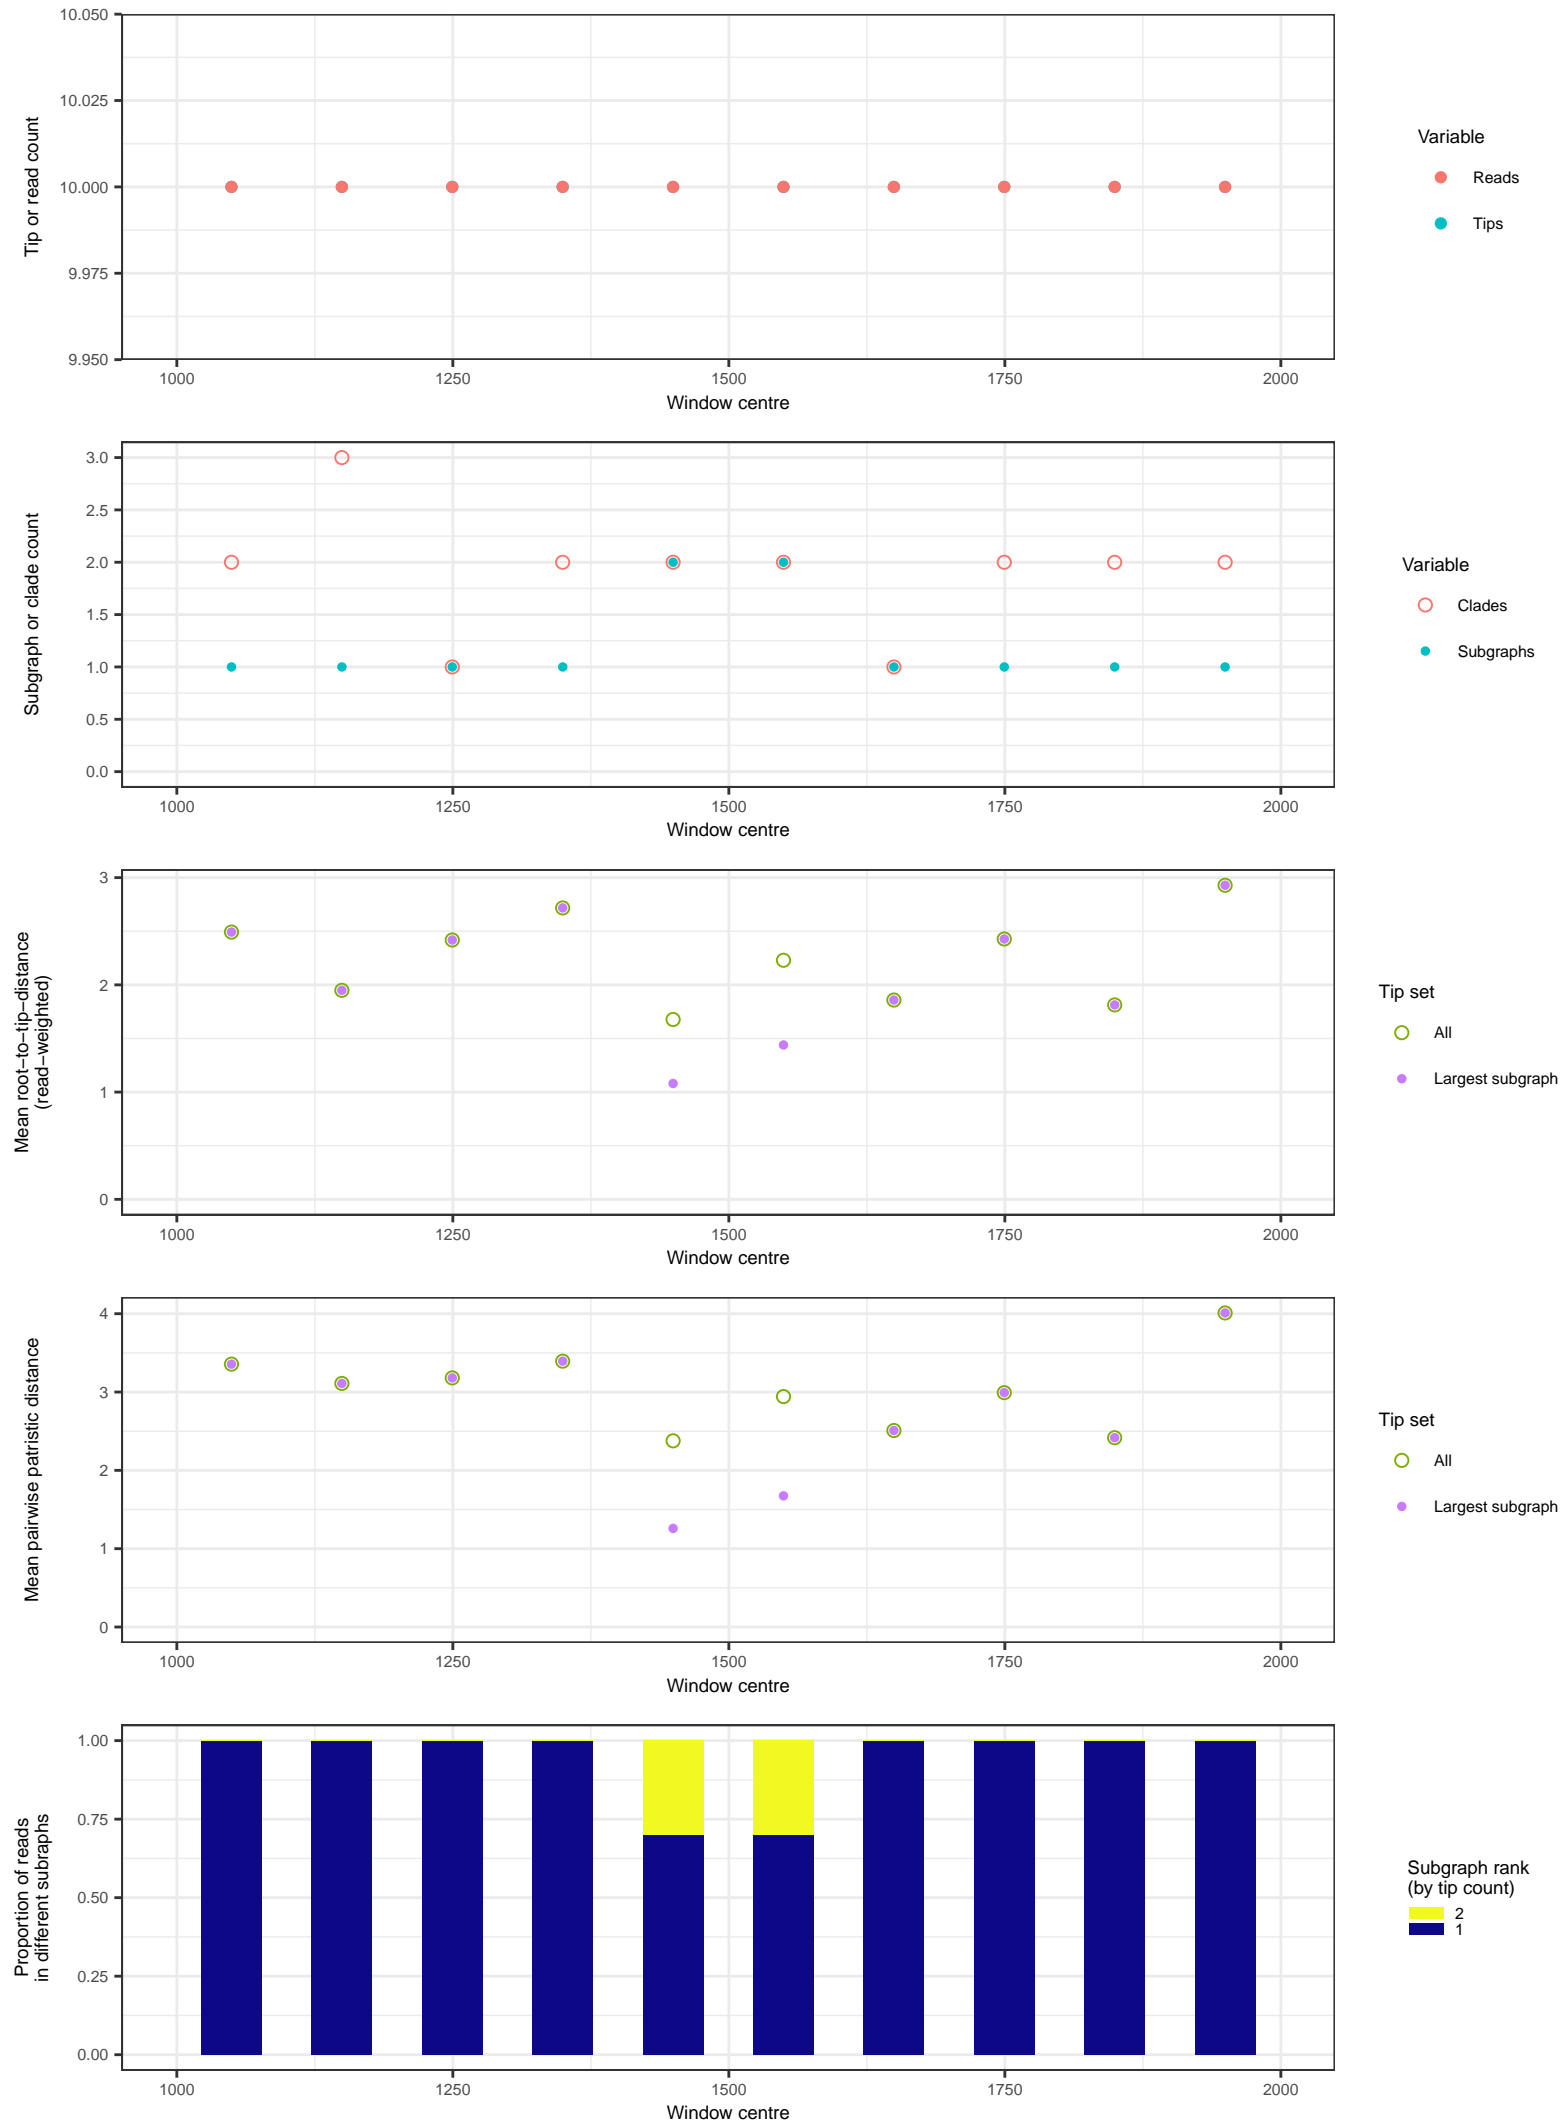 10.050
10.025
10.000
9.975
9.950
Tip or read count
1000 1250 1500 1750 2000
Window centre
Variable
Reads
Tips
3.0
2.5
2.0
1.5
1.0
0.5
0.0
Subgraph or clade count
1000 1250 1500 1750 2000
Window centre
Variable
Clades
Subgraphs
3
2
1
0
Mean root−to−tip−distance
(read−weighted)
1000 1250 1500 1750 2000
Window centre
Tip set
All
Largest subgraph
4
3
2
1
0
Mean pairwise patristic distance
1000 1250 1500 1750 2000
Window centre
Tip set
All
Largest subgraph
1.00
0.75
0.50
0.25
0.00
Proportion of reads
in different subraphs
1000 1250 1500 1750 2000
Window centre
Subgraph rank
(by tip count)
2
1